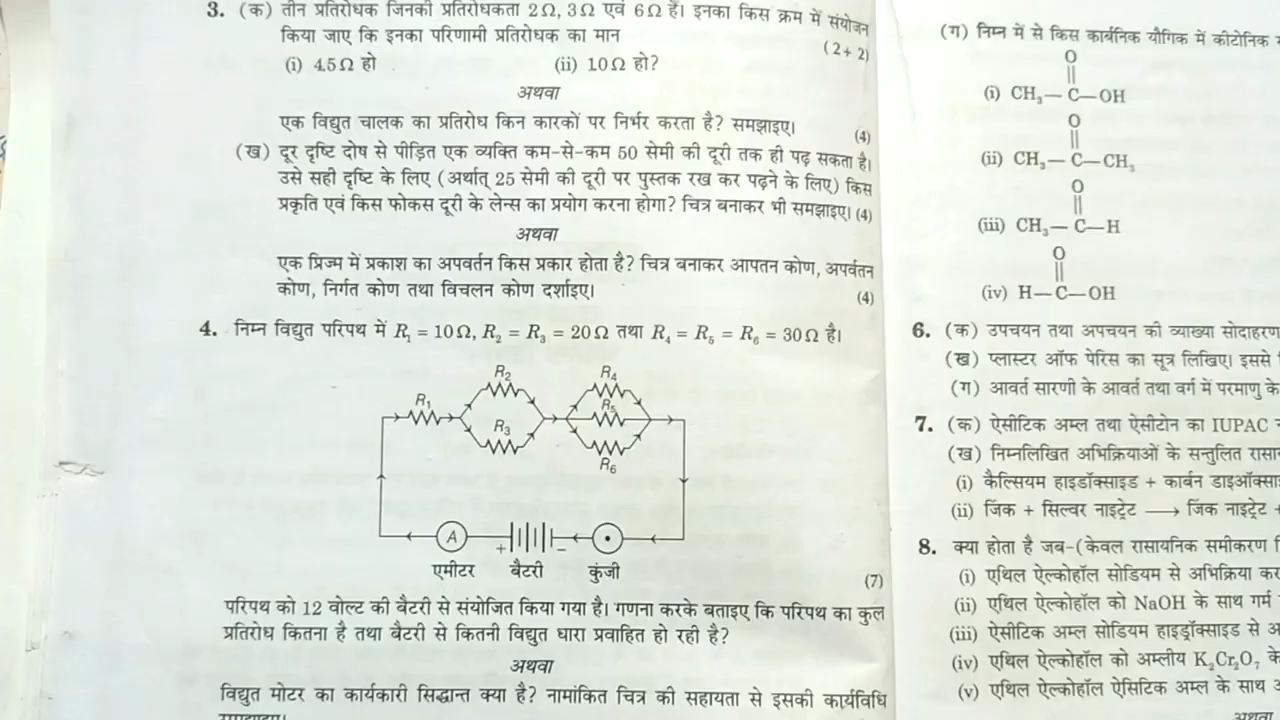 3. (क) तीन प्रतिरोधक जिनकी प्रतिरोधकता 2Ω, 3Ω एवं 6Ω हैं। इनका किस क्रम में संयोजन
किया जाए कि इनका परिणामी प्रतिरोधक का मान
(2+2)
(i) 4.5Ω हो (ii) 10Ω हो?
अथवा
एक विद्युत चालक का प्रतिरोध किन कारकों पर निर्भर करता है? समझाइए। (4)
(ख) दूर दृष्टि दोष से पीड़ित एक व्यक्ति कम-से-कम 50 सेमी की दूरी तक ही पढ़ सकता है।
उसे सही दृष्टि के लिए (अर्थात् 25 सेमी की दूरी पर पुस्तक रख कर पढ़ने के लिए) किस
प्रकृति एवं किस फोकस दूरी के लेन्स का प्रयोग करना होगा? चित्र बनाकर भी समझाइए। (4)
अथवा
एक प्रिज्म में प्रकाश का अपवर्तन किस प्रकार होता है? चित्र बनाकर आपतन कोण, अपवर्तन
कोण, निर्गत कोण तथा विचलन कोण दर्शाइए। (4)
4. निम्न विद्युत परिपथ में R₁ = 10Ω, R₂ = R₃ = 20Ω तथा R₄ = R₅ = R₆ = 30Ω है।
R₂ R₄
R₁ R₅
R₃
R₆
A
+ −
एमीटर बैटरी कुंजी
(7)
परिपथ को 12 वोल्ट की बैटरी से संयोजित किया गया है। गणना करके बताइए कि परिपथ का कुल
प्रतिरोध कितना है तथा बैटरी से कितनी विद्युत धारा प्रवाहित हो रही है?
अथवा
विद्युत मोटर का कार्यकारी सिद्धान्त क्या है? नामांकित चित्र की सहायता से इसकी कार्यविधि
(ग) निम्न में से किस कार्बनिक यौगिक में कीटोनिक
O
||
(i) CH₃—C—OH
O
||
(ii) CH₃—C—CH₃
O
||
(iii) CH₃—C—H
O
||
(iv) H—C—OH
6. (क) उपचयन तथा अपचयन की व्याख्या सोदाहरण
(ख) प्लास्टर ऑफ पेरिस का सूत्र लिखिए। इससे
(ग) आवर्त सारणी के आवर्त तथा वर्ग में परमाणु के
7. (क) ऐसीटिक अम्ल तथा ऐसीटोन का IUPAC
(ख) निम्नलिखित अभिक्रियाओं के सन्तुलित
(i) कैल्सियम हाइडॉक्साइड + कार्बन
(ii) जिंक + सिल्वर नाइट्रेट ⟶ जिंक नाइट्रेट +
8. क्या होता है जब-(केवल रासायनिक समीकरण
(i) एथिल ऐल्कोहॉल सोडियम से अभिक्रिया
(ii) एथिल ऐल्कोहॉल को NaOH के साथ गर्म
(iii) ऐसीटिक अम्ल सोडियम हाइड्रॉक्साइड से
(iv) एथिल ऐल्कोहॉल को अम्लीय K₂Cr₂O₇ के
(v) एथिल ऐल्कोहॉल ऐसिटिक अम्ल के साथ
अथवा